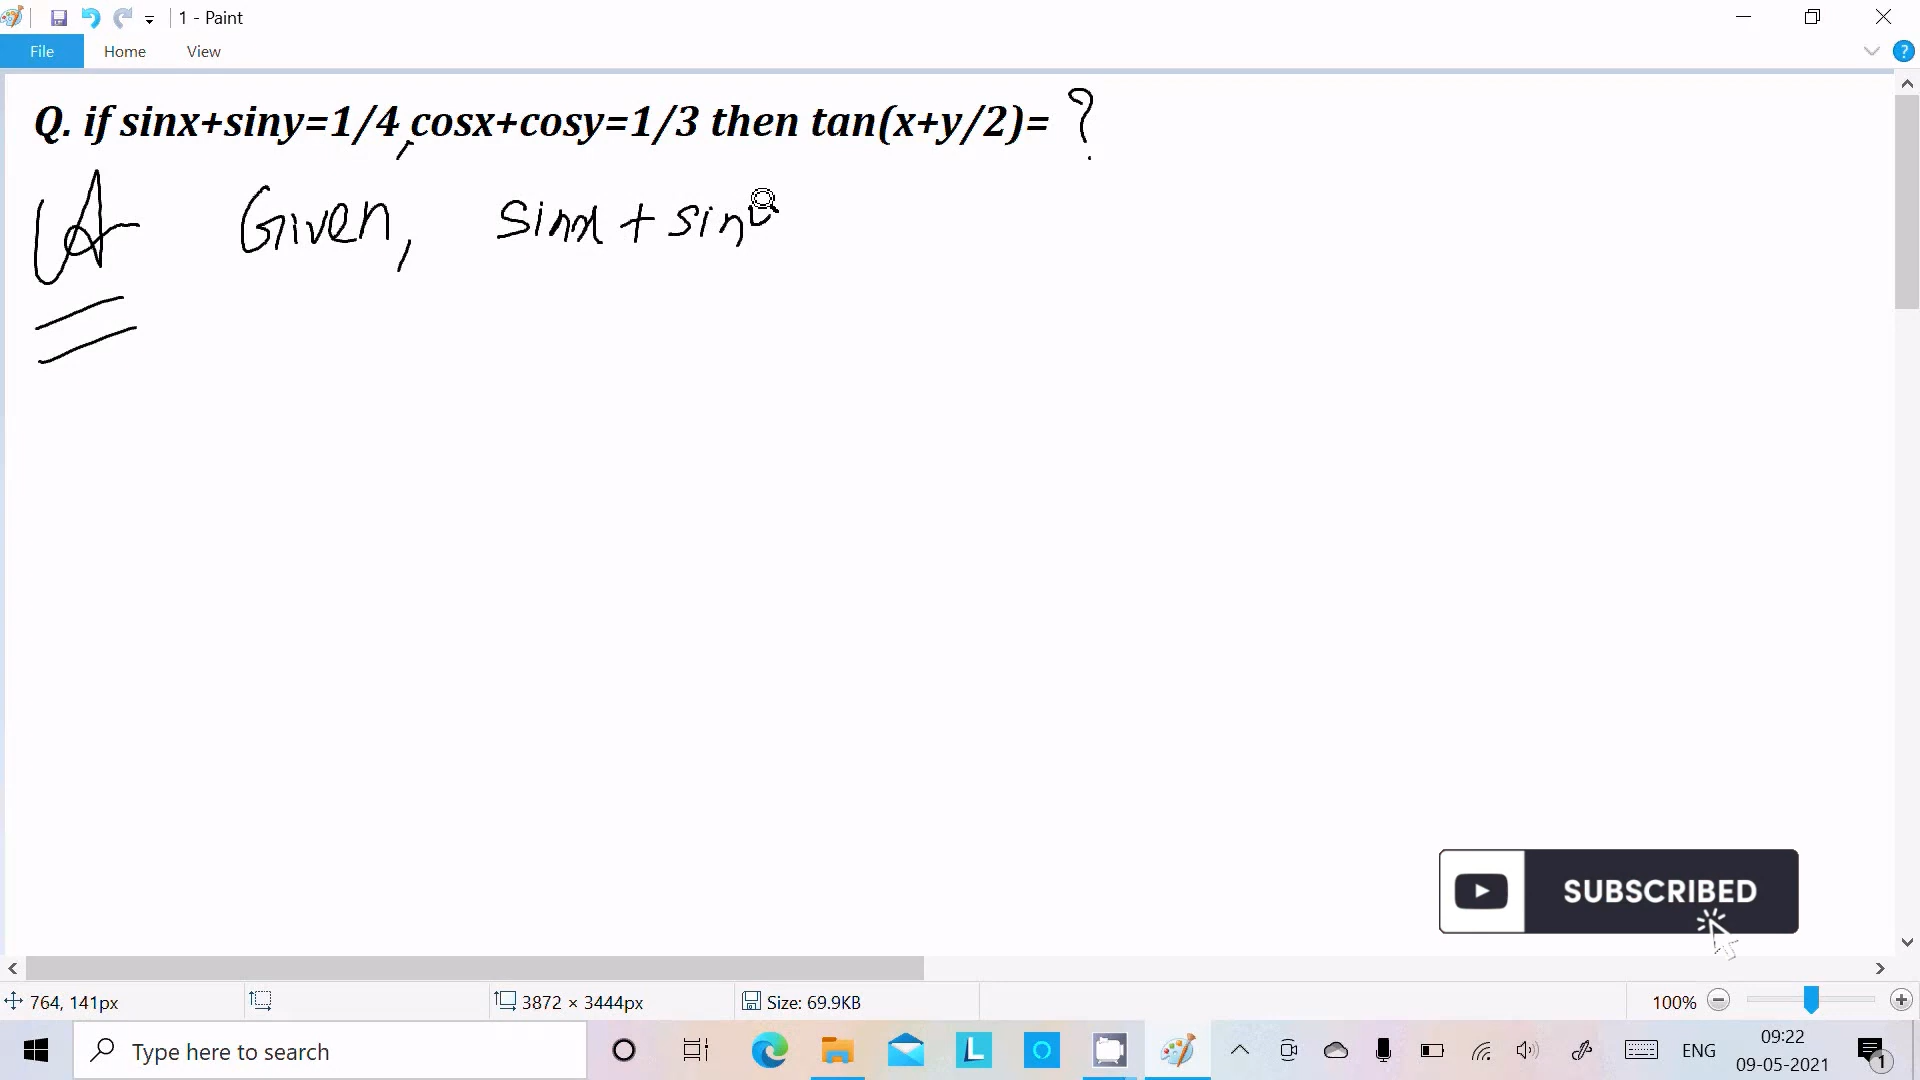 1 - Paint
File Home View
Q. if sinx+siny=1/4,cosx+cosy=1/3 then tan(x+y/2)= ?
A Given, sinx + sin
SUBSCRIBED
764, 141px 3872 × 3444px Size: 69.9KB 100%
Type here to search L ENG 09:22
09-05-2021 1